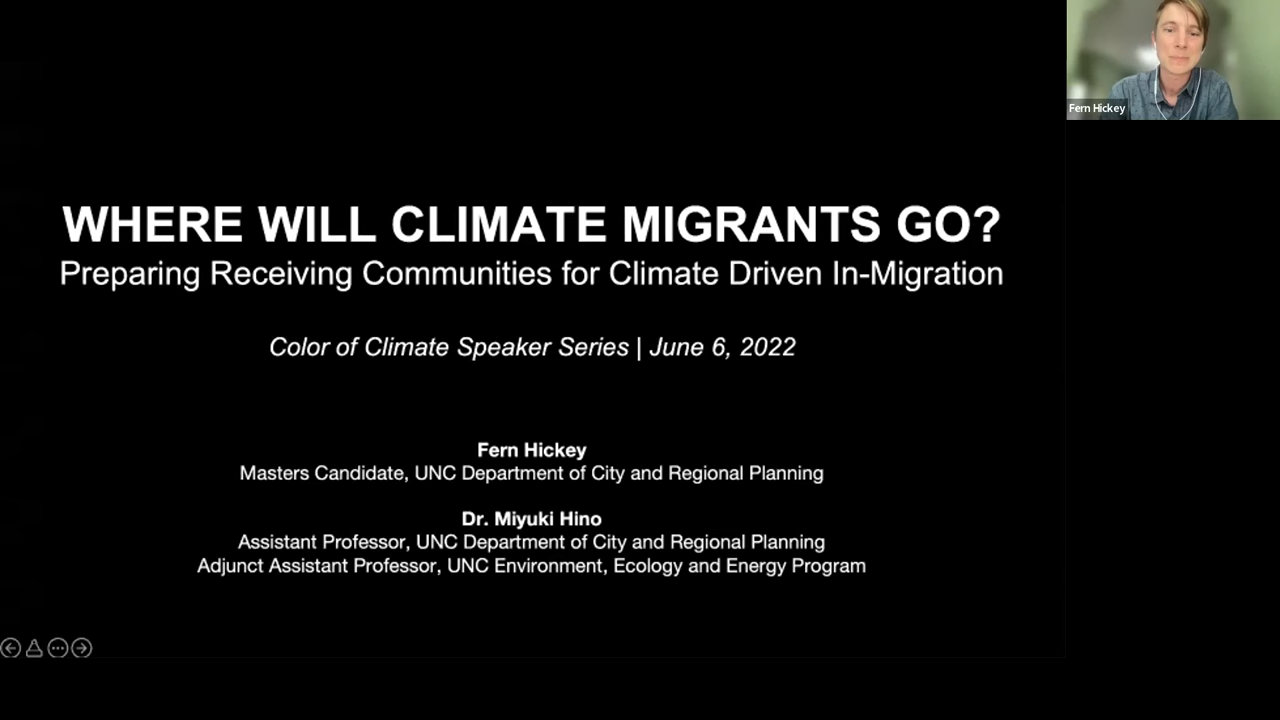 Fern Hickey
WHERE WILL CLIMATE MIGRANTS GO?
Preparing Receiving Communities for Climate Driven In-Migration
Color of Climate Speaker Series | June 6, 2022
Fern Hickey
Masters Candidate, UNC Department of City and Regional Planning
Dr. Miyuki Hino
Assistant Professor, UNC Department of City and Regional Planning
Adjunct Assistant Professor, UNC Environment, Ecology and Energy Program